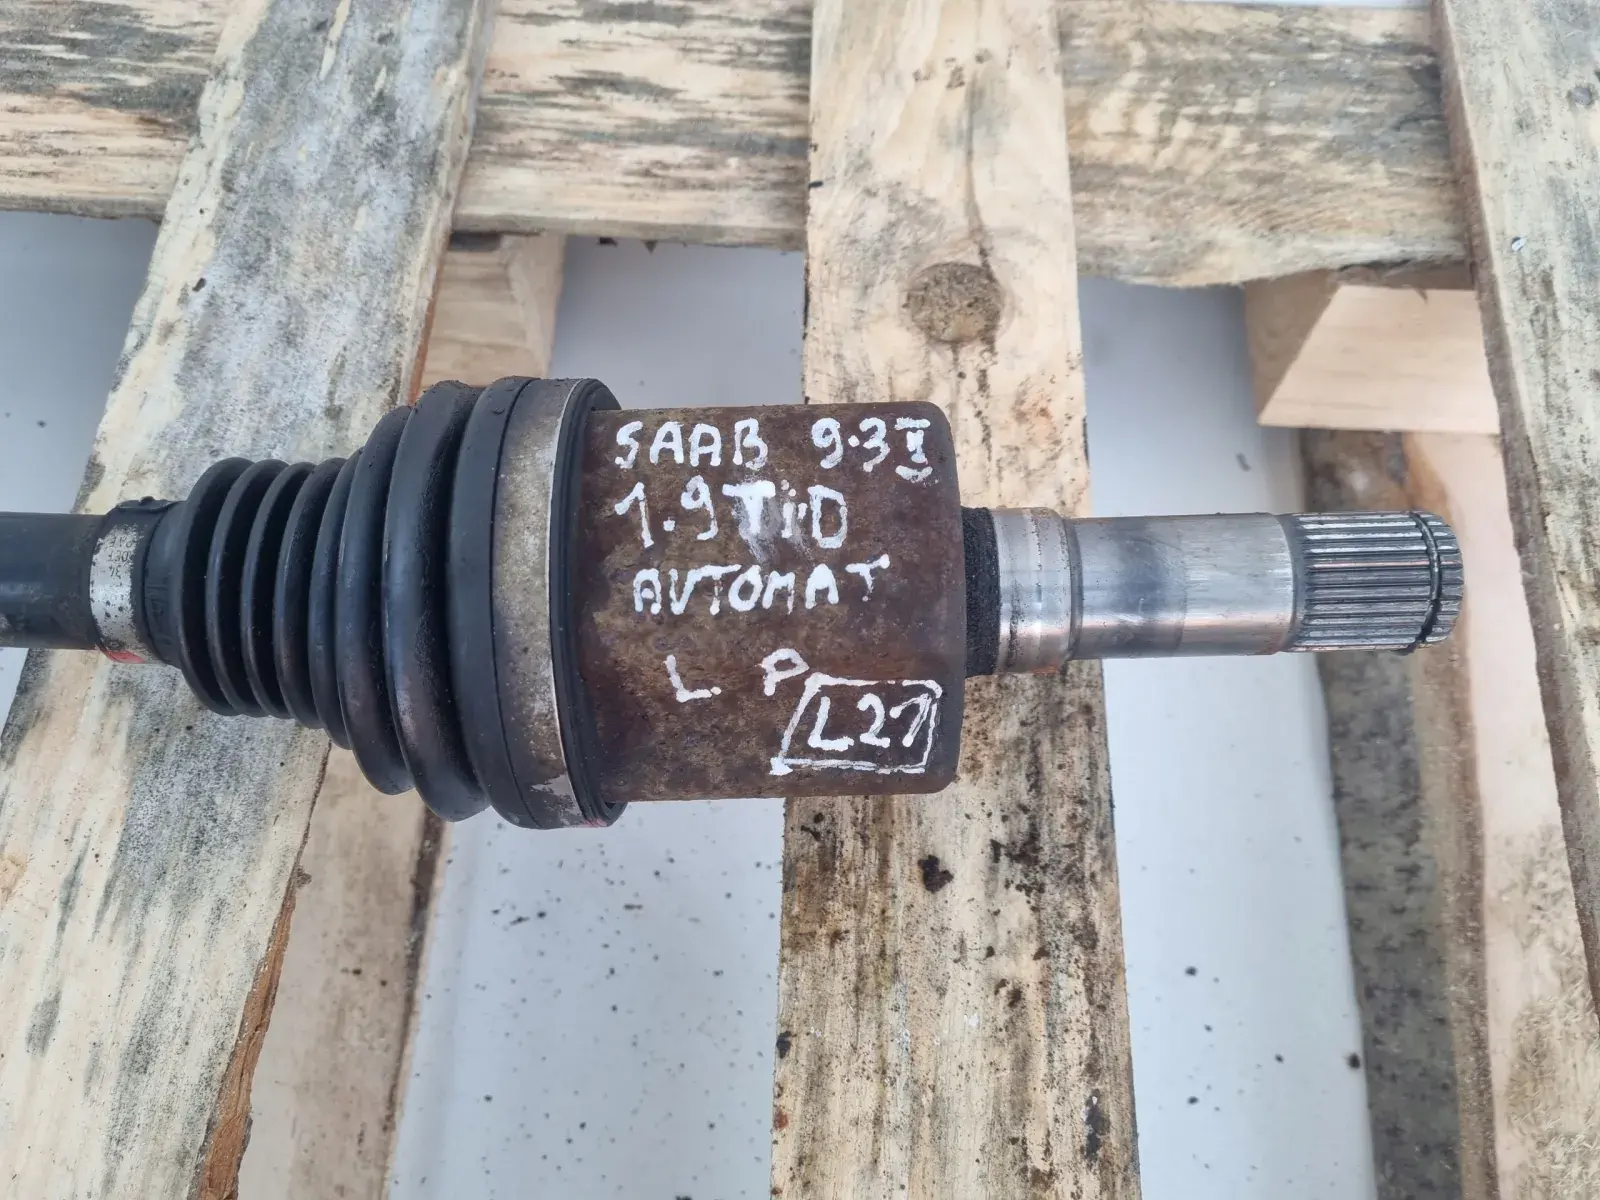 SAAB 9.3 II
1.9 TiD
AUTOMAT
L. P
L27